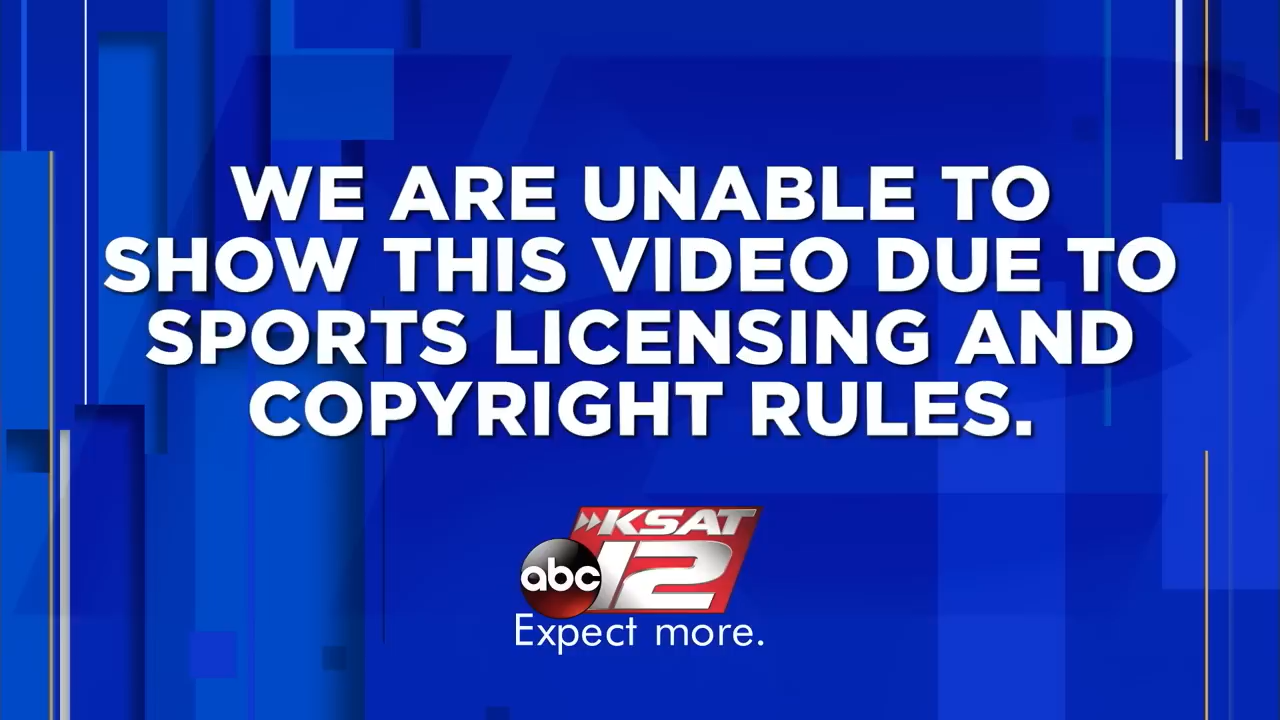 WE ARE UNABLE TO
SHOW THIS VIDEO DUE TO
SPORTS LICENSING AND
COPYRIGHT RULES.
KSAT
abc 12
Expect more.